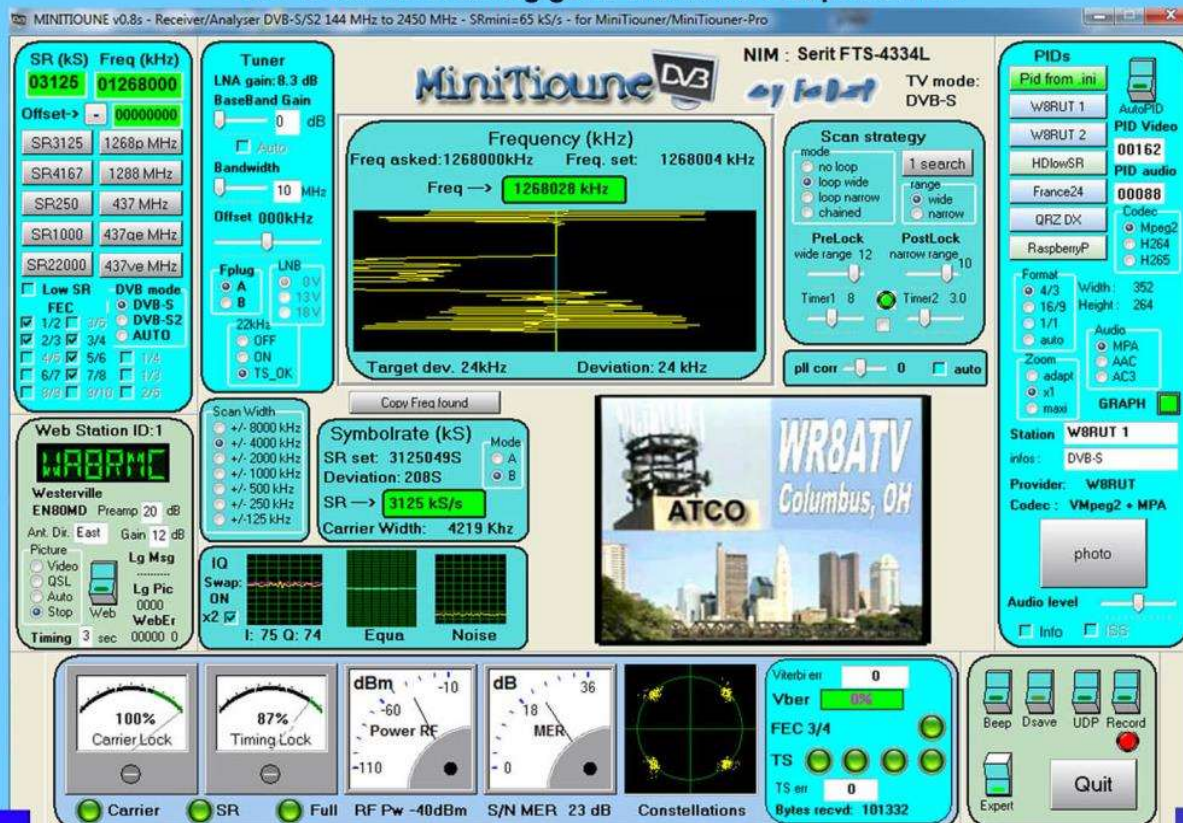 MINITIOUNE v0.8s - Receiver/Analyser DVB-S/S2 144 MHz to 2450 MHz - SRmini=65 kS/s - for MiniTiouner/MiniTiouner-Pro
SR (kS) Freq (kHz)
03125 01268000
Offset-> - 00000000
SR3125 1268p MHz
SR4167 1288 MHz
SR250 437 MHz
SR1000 437qe MHz
SR22000 437ve MHz
Low SR DVB mode
FEC DVB-S
1/2 3/5 DVB-S2
2/3 3/4 AUTO
4/5 5/6 1/4
6/7 7/8 1/3
8/9 9/10 2/5
Tuner
LNA gain: 8.3 dB
BaseBand Gain
0 dB
Auto
Bandwidth
10 MHz
Offset 000kHz
Fplug LNB
A 0V
B 13V
18V
22kHz
OFF
ON
TS_OK
MiniTioune DVB
NIM : Serit FTS-4334L
TV mode:
DVB-S
Frequency (kHz)
Freq asked:1268000kHz Freq. set: 1268004 kHz
Freq —> 1268028 kHz
Target dev. 24kHz Deviation: 24 kHz
Scan strategy
mode
no loop
loop wide
loop narrow
chained
1 search
range
wide
narrow
PreLock PostLock
wide range 12 narrow range 10
Timer1 8 Timer2 3.0
pll corr 0 auto
PIDs
Pid from .ini
W8RUT 1
W8RUT 2
HDlowSR
France24
QRZ DX
RaspberryP
AutoPID
PID Video
00162
PID audio
00088
Codec
Mpeg2
H264
H265
Format
4/3 Width : 352
16/9 Height : 264
1/1
auto
Audio
MPA
AAC
AC3
Zoom
adapt
x1
maxi
GRAPH
Station W8RUT 1
infos : DVB-S
Provider: W8RUT
Codec : VMpeg2 + MPA
photo
Audio level
Info ISS
Web Station ID:1
WA8RMC
Westerville
EN80MD Preamp 20 dB
Ant. Dir. East Gain 12 dB
Picture
Video
QSL
Auto
Stop
Web
Lg Msg
Lg Pic
0000
WebEr
Timing 3 sec 00000 0
Scan Width
+/- 8000 kHz
+/- 4000 kHz
+/- 2000 kHz
+/- 1000 kHz
+/- 500 kHz
+/- 250 kHz
+/-125 kHz
Copy Freq found
Symbolrate (kS)
SR set: 3125049S
Deviation: 208S
SR —> 3125 kS/s
Carrier Width: 4219 Khz
Mode
A
B
IQ
Swap:
ON
x2
I: 75 Q: 74 Equa Noise
WR8ATV
Columbus, OH
ATCO
100%
Carrier Lock
87%
Timing Lock
dBm -10
-60
Power RF
-110
dB 36
18
MER
0
Carrier SR Full RF Pw -40dBm S/N MER 23 dB Constellations
Viterbi err 0
Vber 0%
FEC 3/4
TS
TS err 0
Bytes recvd: 101332
Beep Dsave UDP Record
Expert
Quit